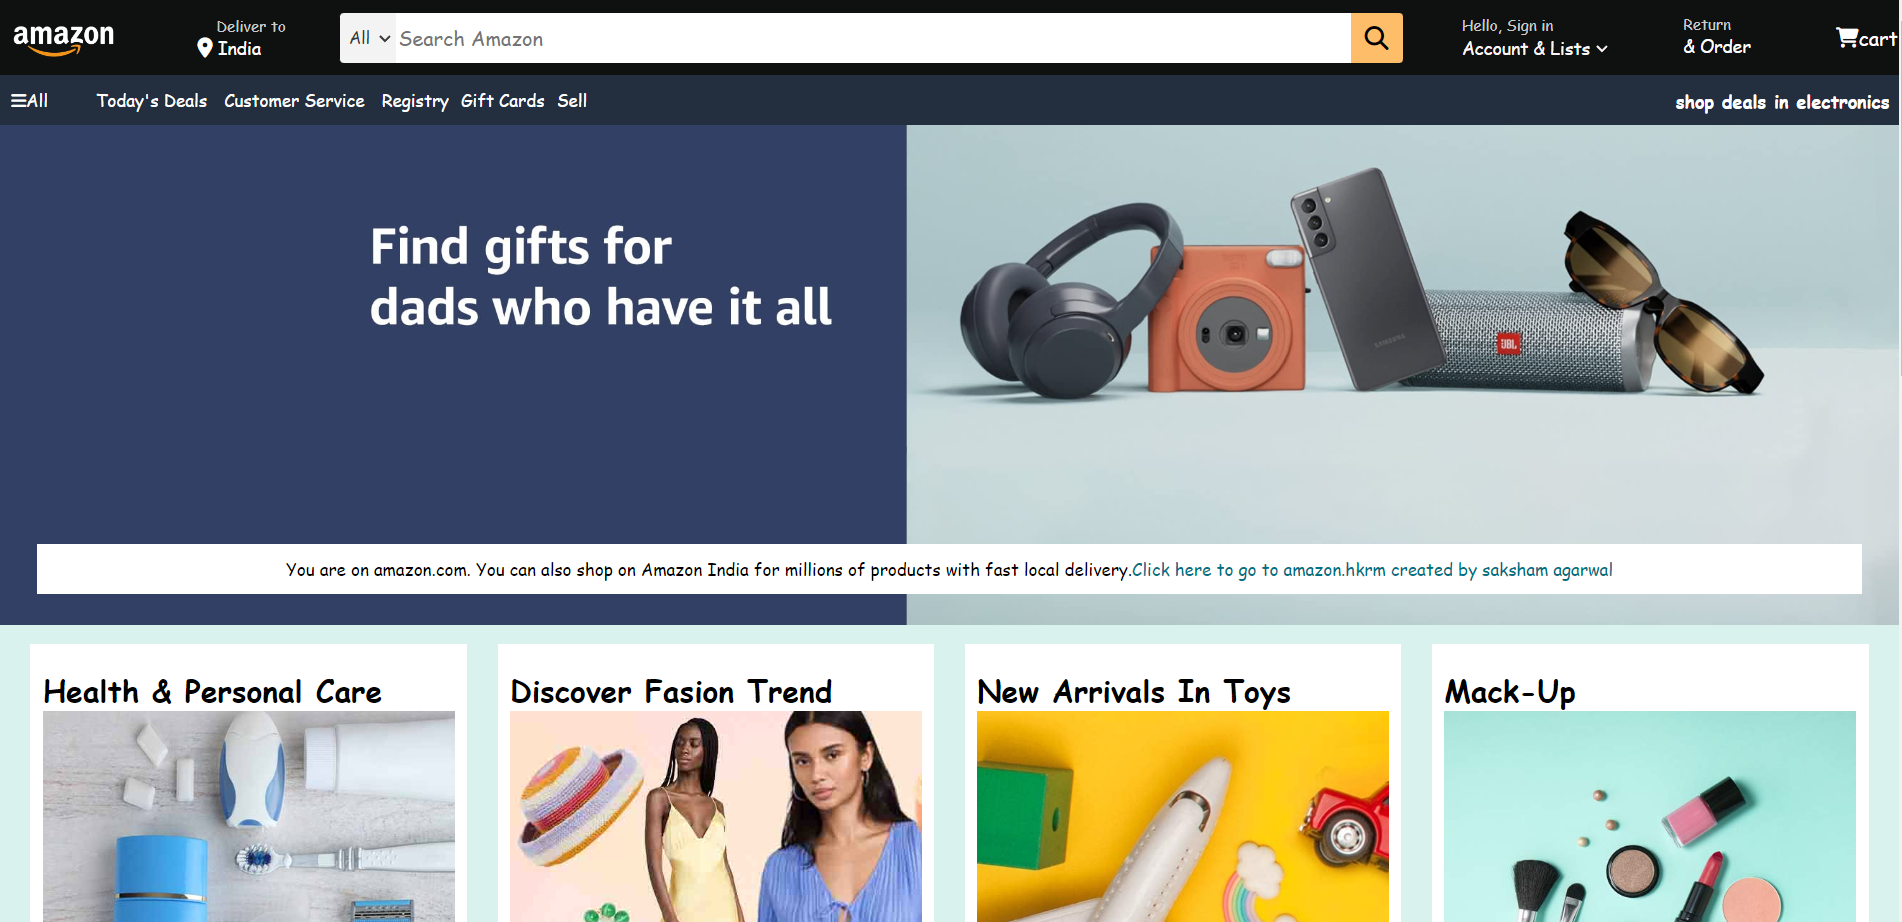 amazon
Deliver to
India
All
Search Amazon
Hello, Sign in
Account & Lists
Return
& Order
cart
All
Today's Deals
Customer Service
Registry
Gift Cards
Sell
shop deals in electronics
Find gifts for
dads who have it all
SAMSUNG
JBL
You are on amazon.com. You can also shop on Amazon India for millions of products with fast local delivery.Click here to go to amazon.hkrm created by saksham agarwal
Health & Personal Care
Discover Fasion Trend
New Arrivals In Toys
Mack-Up